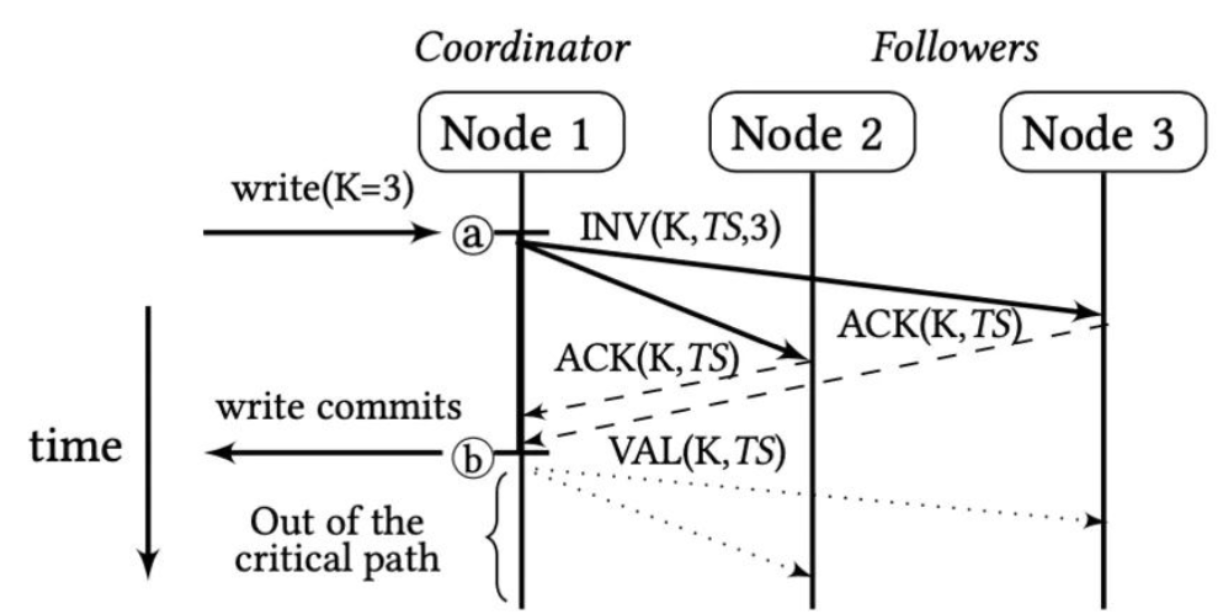 Coordinator
Followers
Node 1
Node 2
Node 3
write(K=3)
ⓐ
INV(K,TS,3)
ACK(K,TS)
ACK(K,TS)
write commits
time
ⓑ
VAL(K,TS)
Out of the
critical path